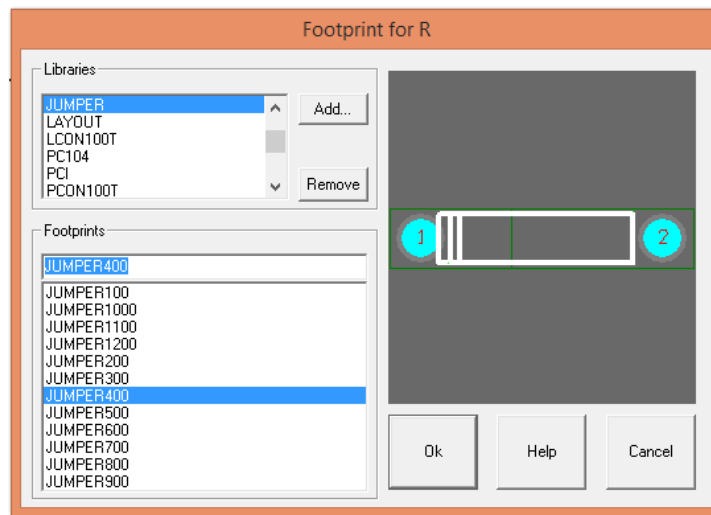 Footprint for R
Libraries
JUMPER
LAYOUT
LCON100T
PC104
PCI
PCON100T
Add...
Remove
Footprints
JUMPER400
JUMPER100
JUMPER1000
JUMPER1100
JUMPER1200
JUMPER200
JUMPER300
JUMPER400
JUMPER500
JUMPER600
JUMPER700
JUMPER800
JUMPER900
1
2
Ok
Help
Cancel